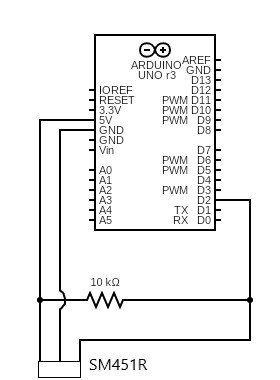 AREF
GND
D13
ARDUINO
UNO r3
IOREF D12
RESET PWM D11
3.3V PWM D10
5V PWM D9
GND D8
GND
Vin D7
PWM D6
A0 PWM D5
A1 D4
A2 PWM D3
A3 D2
A4 TX D1
A5 RX D0
10 kΩ
SM451R